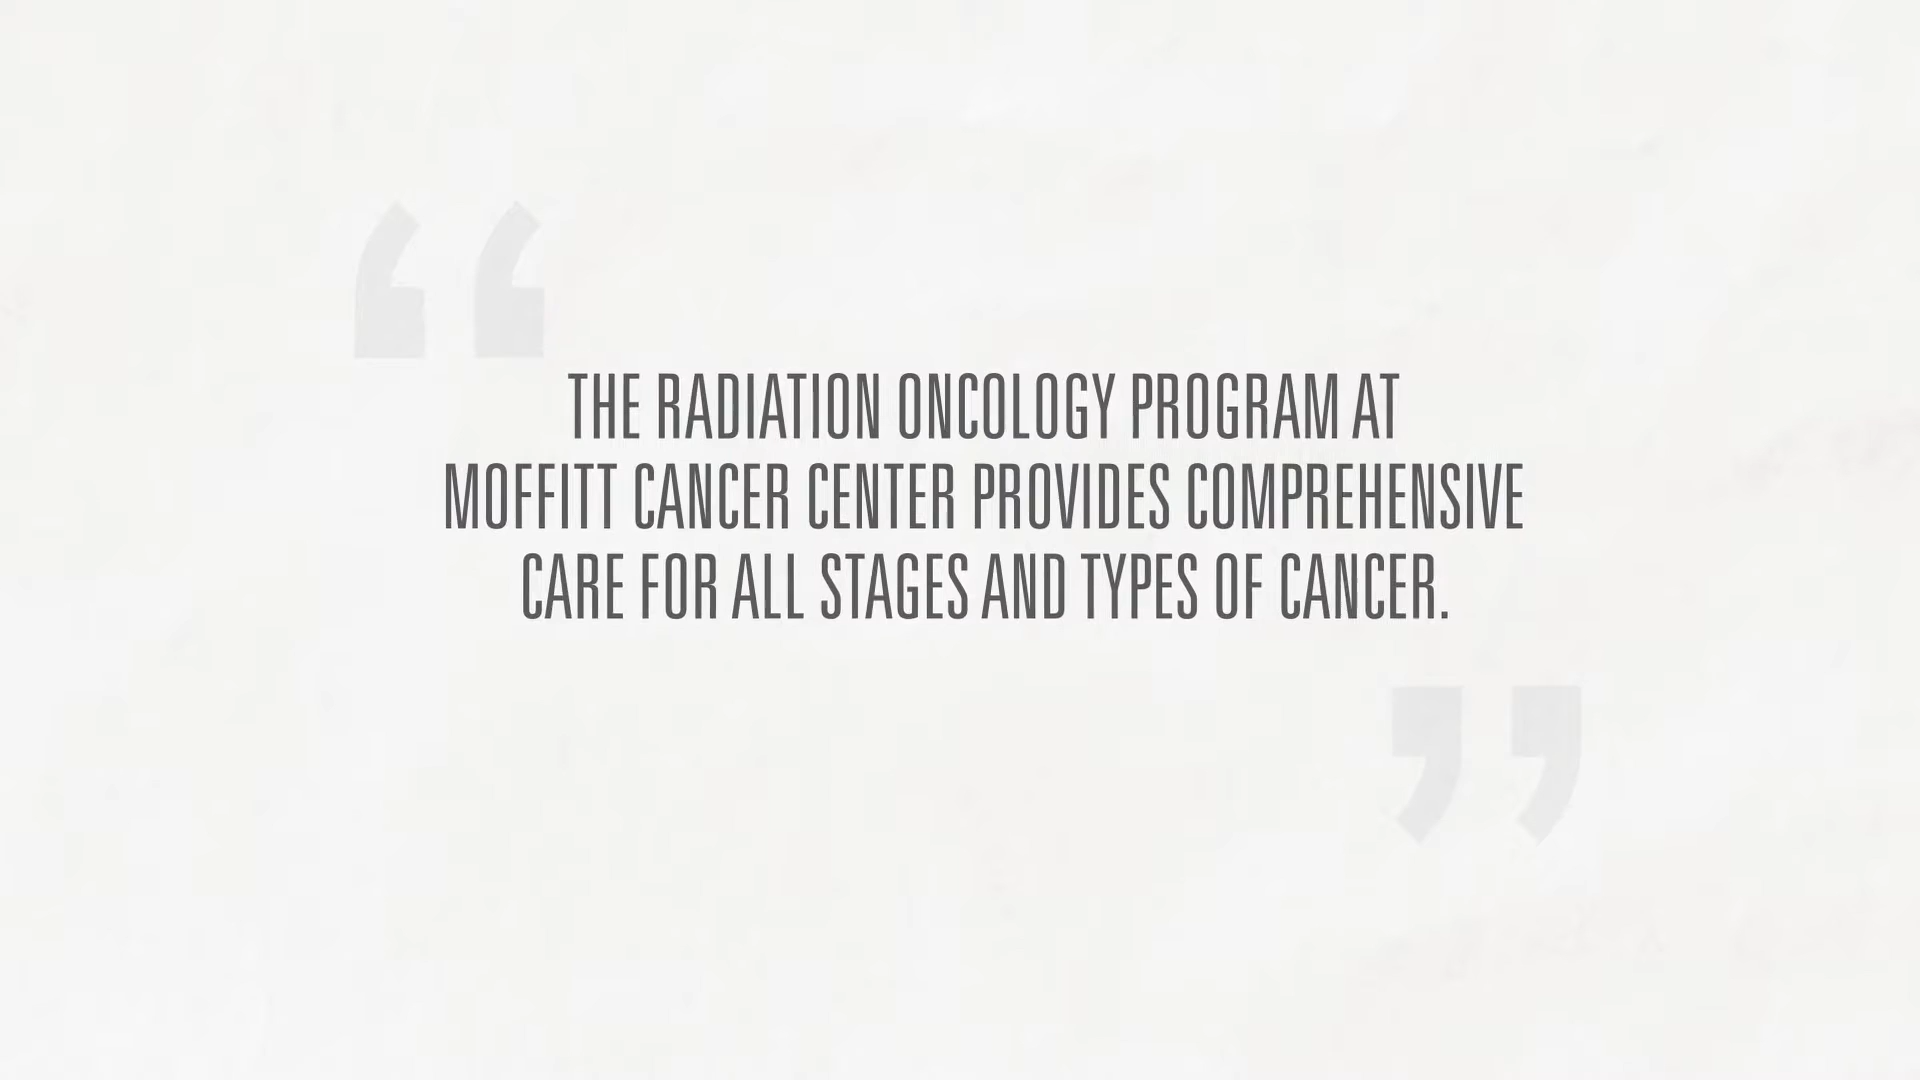 “
THE RADIATION ONCOLOGY PROGRAM AT
MOFFITT CANCER CENTER PROVIDES COMPREHENSIVE
CARE FOR ALL STAGES AND TYPES OF CANCER.
”